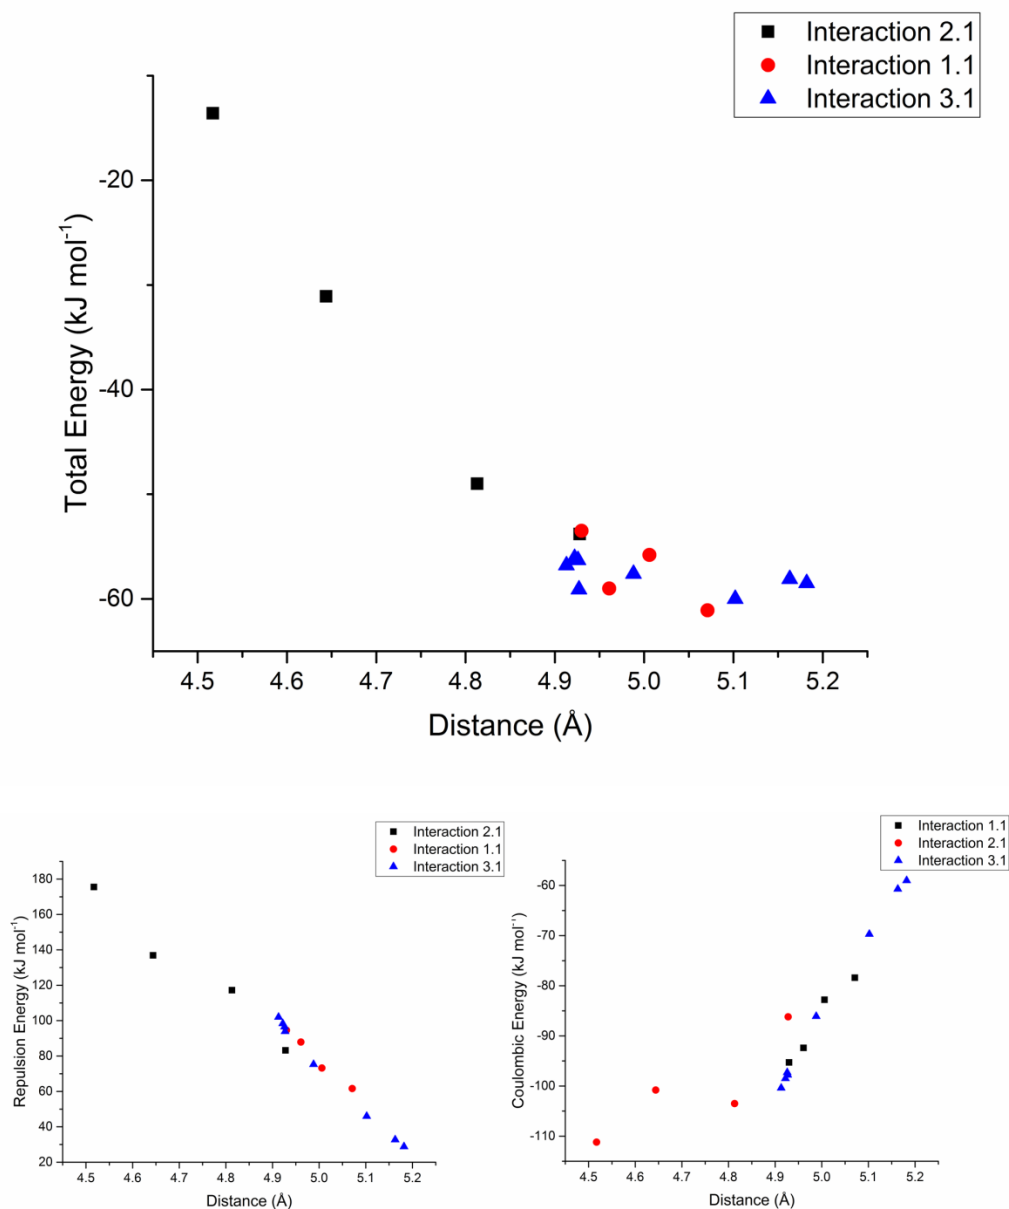 Interaction 2.1
Interaction 1.1
Interaction 3.1
Total Energy (kJ mol-1)
-20
-40
-60
4.5 4.6 4.7 4.8 4.9 5.0 5.1 5.2
Distance (Å)
Interaction 2.1
Interaction 1.1
Interaction 3.1
Repulsion Energy (kJ mol-1)
180
160
140
120
100
80
60
40
20
4.5 4.6 4.7 4.8 4.9 5.0 5.1 5.2
Distance (Å)
Interaction 1.1
Interaction 2.1
Interaction 3.1
Coulombic Energy (kJ mol-1)
-60
-70
-80
-90
-100
-110
4.5 4.6 4.7 4.8 4.9 5.0 5.1 5.2
Distance (Å)